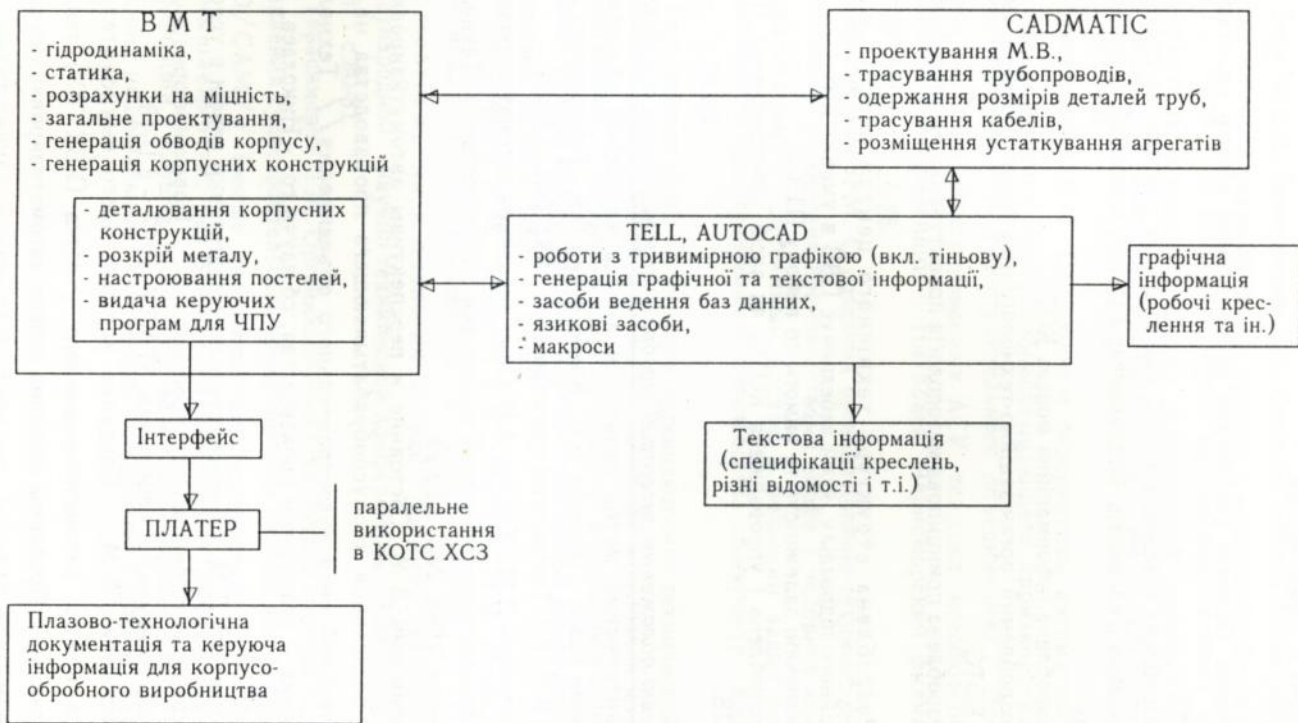 В М Т
- гідродинаміка,
- статика,
- розрахунки на міцність,
- загальне проектування,
- генерація обводів корпусу,
- генерація корпусних конструкцій
- деталювання корпусних
конструкцій,
- розкрій металу,
- настроювання постелей,
- видача керуючих
програм для ЧПУ
CADMATIC
- проектування М.В.,
- трасування трубопроводів,
- одержання розмірів деталей труб,
- трасування кабелів,
- розміщення устаткування агрегатів
TELL, AUTOCAD
- роботи з тривимірною графікою (вкл. тіньову),
- генерація графічної та текстової інформації,
- засоби ведення баз данних,
- язикові засоби,
- макроси
графічна
інформація
(робочі крес-
лення та ін.)
Інтерфейс
Текстова інформація
(специфікації креслень,
різні відомості і т.і.)
ПЛАТЕР
паралельне
використання
в КОТС ХСЗ
Плазово-технологічна
документація та керуюча
інформація для корпусо-
обробного виробництва